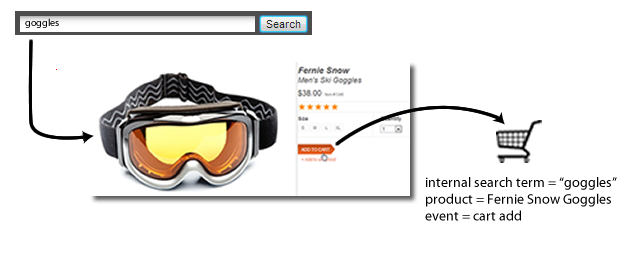 goggles
Search
Fernie Snow
Men's Ski Goggles
$38.00
Size
S M L XL
1
ADD TO CART
internal search term = “goggles”
product = Fernie Snow Goggles
event = cart add